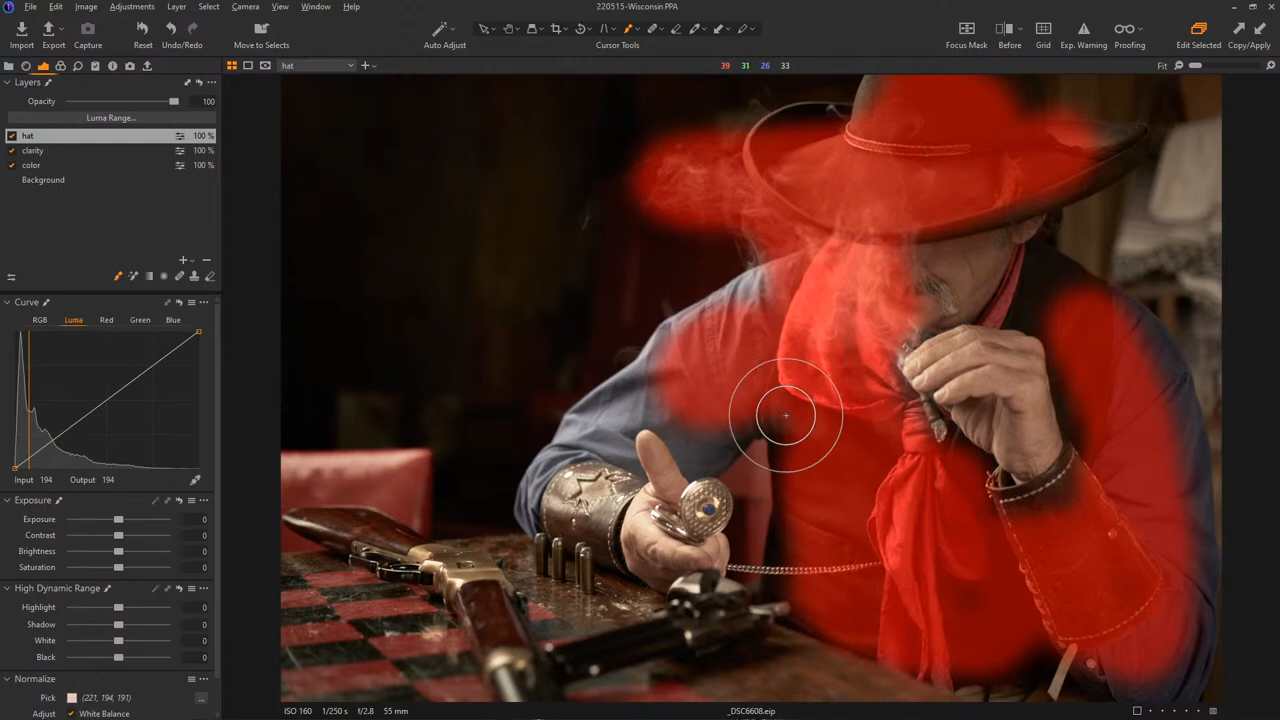 220515-Wisconsin PPA
File Edit Image Adjustments Layer Select Camera View Window Help
Import Export Capture Reset Undo/Redo Move to Selects Auto Adjust Cursor Tools Focus Mask Before Grid Exp. Warning Proofing Edit Selected Copy/Apply
hat 39 31 26 33 Fit
Layers
Opacity 100
Luma Range...
hat 100 %
clarity 100 %
color 100 %
Background
Curve
RGB Luma Red Green Blue
Input 194 Output 194
Exposure
Exposure 0
Contrast 0
Brightness 0
Saturation 0
High Dynamic Range
Highlight 0
Shadow 0
White 0
Black 0
Normalize
Pick (221, 194, 191) ...
Adjust White Balance
ISO 160 1/250 s f/2.8 55 mm _DSC6608.eip